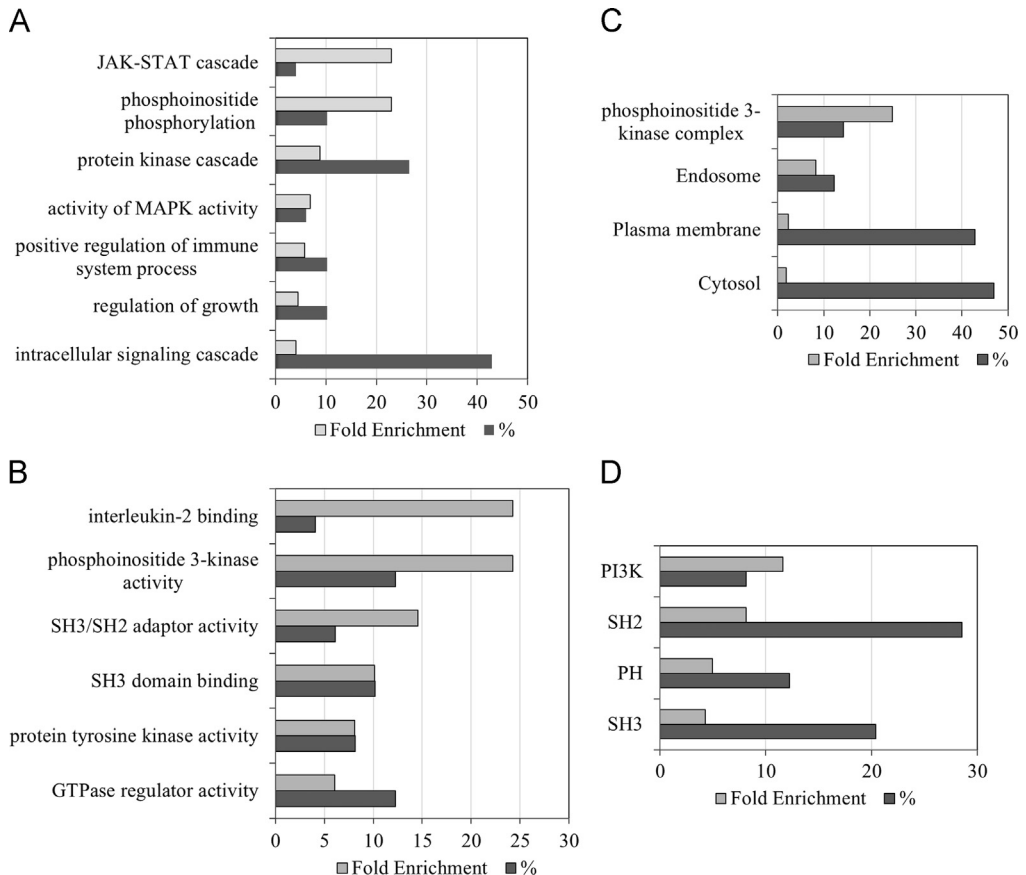 A
JAK-STAT cascade
phosphoinositide
phosphorylation
protein kinase cascade
activity of MAPK activity
positive regulation of immune
system process
regulation of growth
intracellular signaling cascade
0 10 20 30 40 50
Fold Enrichment %
B
interleukin-2 binding
phosphoinositide 3-kinase
activity
SH3/SH2 adaptor activity
SH3 domain binding
protein tyrosine kinase activity
GTPase regulator activity
0 5 10 15 20 25 30
Fold Enrichment %
C
phosphoinositide 3-
kinase complex
Endosome
Plasma membrane
Cytosol
0 10 20 30 40 50
Fold Enrichment %
D
PI3K
SH2
PH
SH3
0 10 20 30
Fold Enrichment %